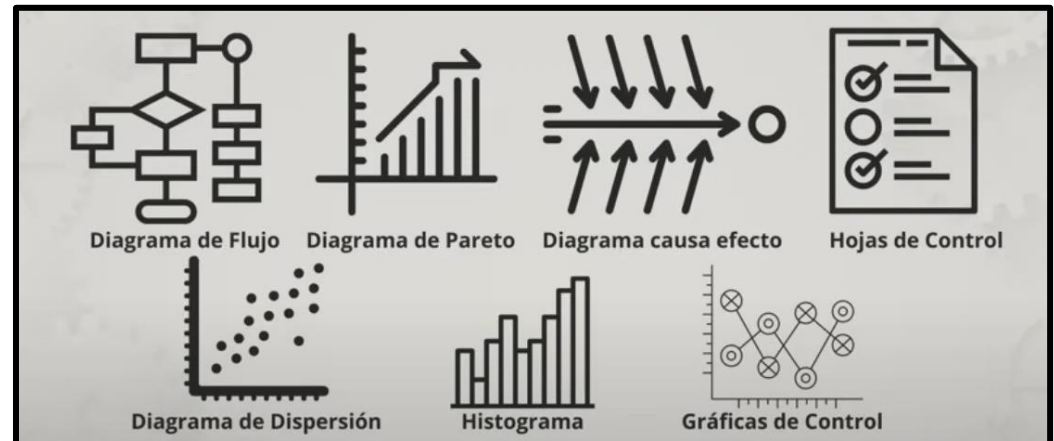 Diagrama de Flujo
Diagrama de Pareto
Diagrama causa efecto
Hojas de Control
Diagrama de Dispersión
Histograma
Gráficas de Control